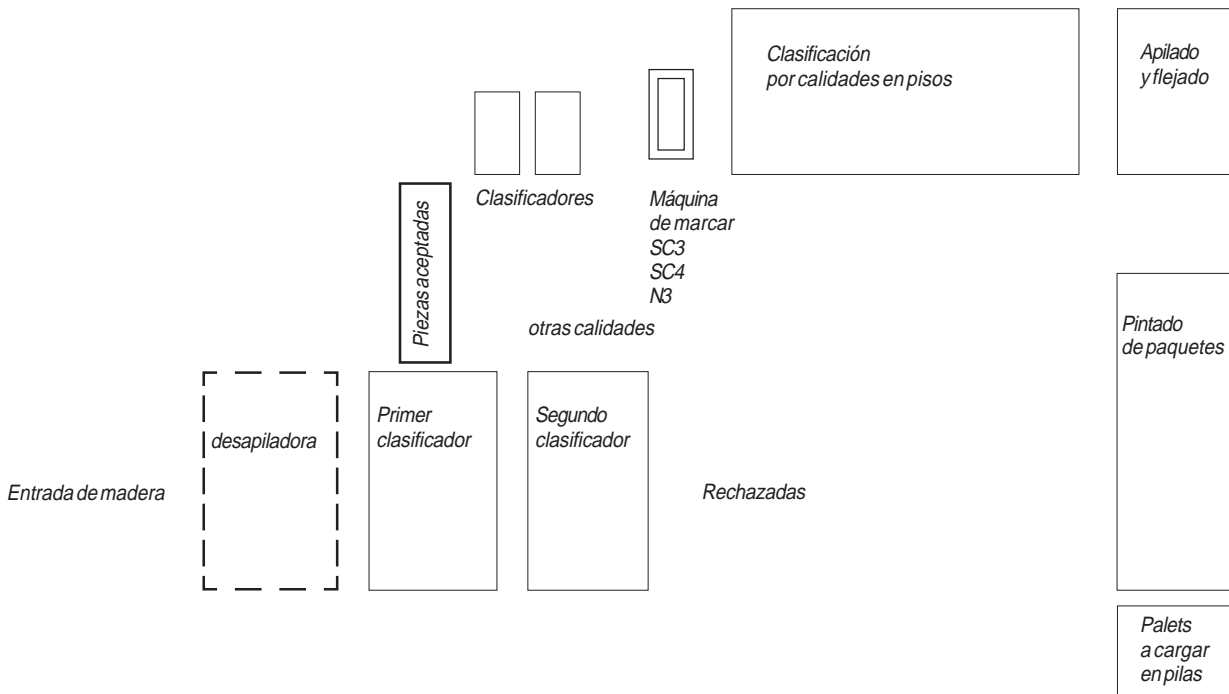 Clasificación
por calidades en pisos
Apilado
y flejado
Clasificadores
Máquina
de marcar
SC3
SC4
N3
Piezas aceptadas
otras calidades
Pintado
de paquetes
Primer
clasificador
Segundo
clasificador
desapiladora
Entrada de madera
Rechazadas
Palets
a cargar
en pilas